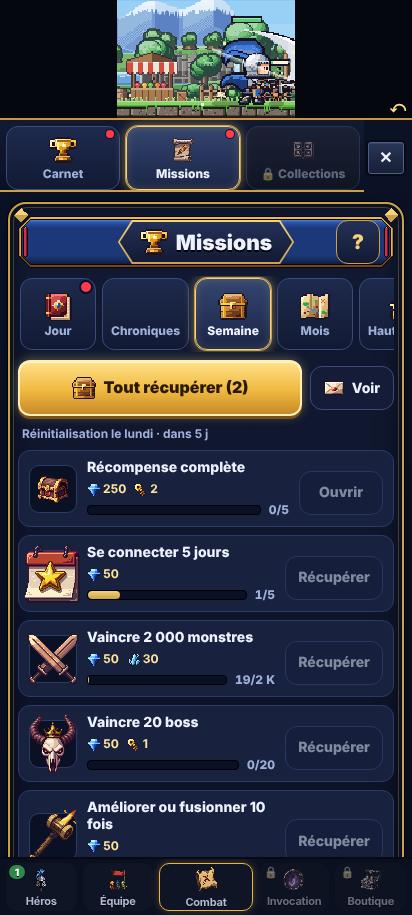 Carnet
Missions
Collections
×
Missions
?
Jour
Chroniques
Semaine
Mois
Haut
Tout récupérer (2)
Voir
Réinitialisation le lundi · dans 5 j
Récompense complète
250 2
0/5
Ouvrir
Se connecter 5 jours
50
1/5
Récupérer
Vaincre 2 000 monstres
50 30
19/2 K
Récupérer
Vaincre 20 boss
50 1
0/20
Récupérer
Améliorer ou fusionner 10
fois
50
Récupérer
1
Héros
Équipe
Combat
Invocation
Boutique